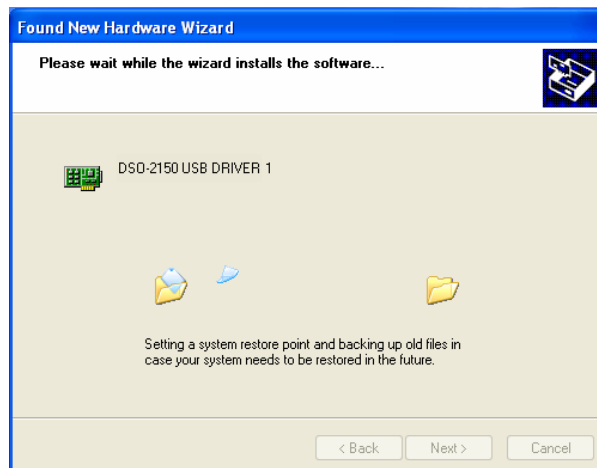 Found New Hardware Wizard
Please wait while the wizard installs the software...
DSO-2150 USB DRIVER 1
Setting a system restore point and backing up old files in
case your system needs to be restored in the future.
< Back
Next >
Cancel